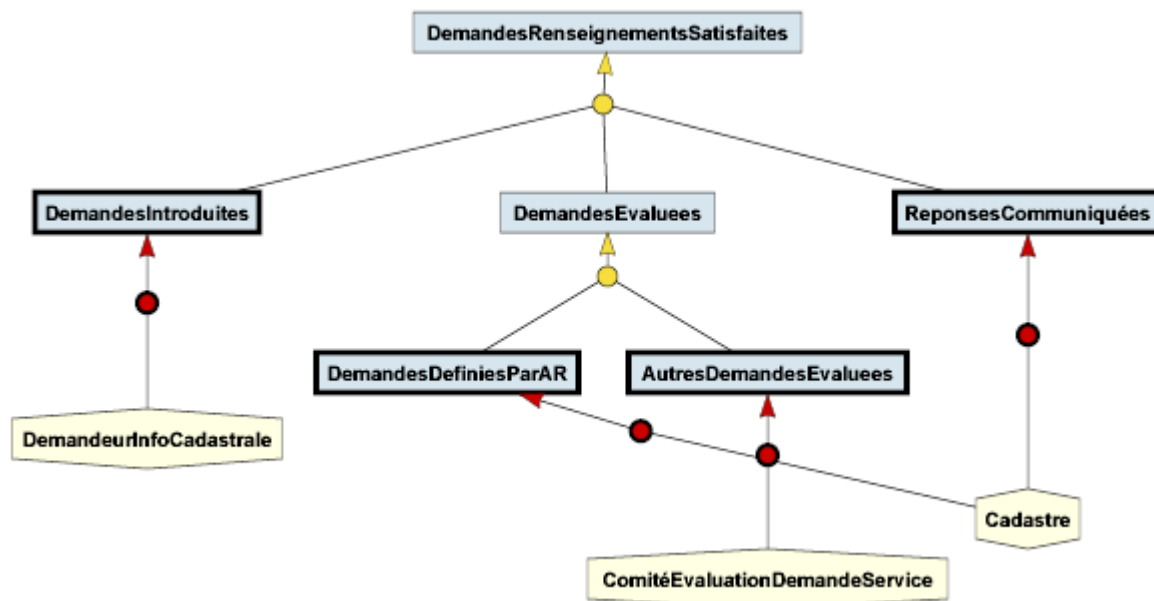 DemandesRenseignementsSatisfaites
DemandesIntroduites
DemandesEvaluees
ReponsesCommuniquées
DemandesDefiniesParAR
AutresDemandesEvaluees
DemandeurInfoCadastrale
Cadastre
ComitéEvaluationDemandeService